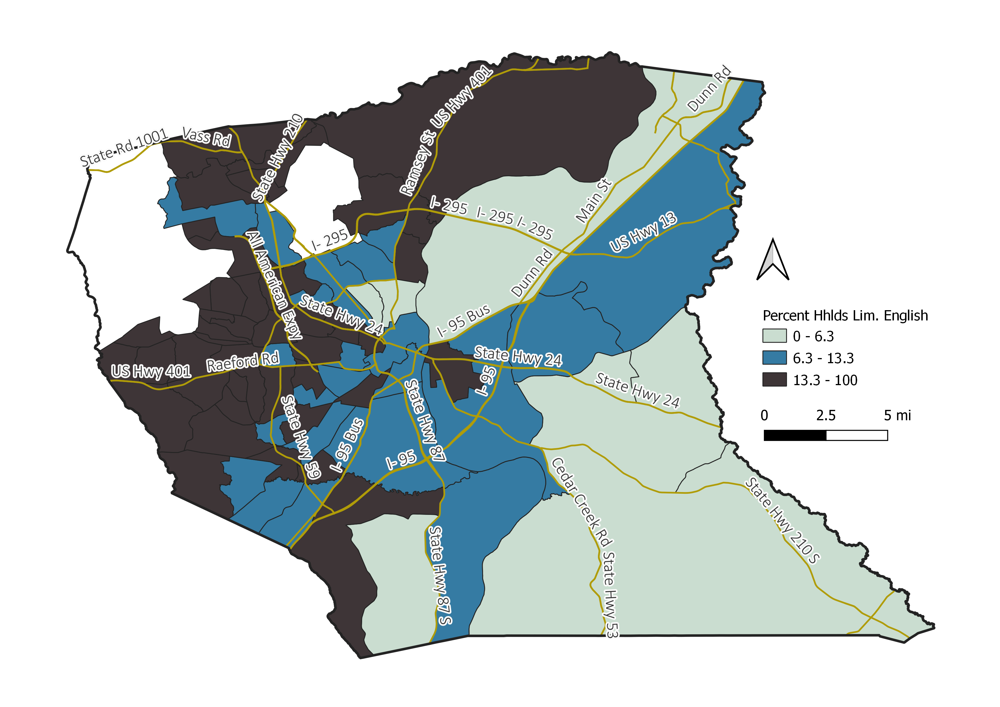 Dunn Rd
US Hwy 401
State Hwy 210
State Rd 1001
Vass Rd
Ramsey St
Main St
I- 295
I- 295
I- 295
US Hwy 13
I- 295
All American Expy
Dunn Rd
State Hwy 24
I- 95 Bus
State Hwy 24
Raeford Rd
US Hwy 401
I- 95
State Hwy 24
State Hwy 59
State Hwy 87
I- 95 Bus
I- 95
Cedar Creek Rd
State Hwy 210 S
State Hwy 87 S
State Hwy 53
Percent Hhlds Lim. English
0 - 6.3
6.3 - 13.3
13.3 - 100
0 2.5 5 mi